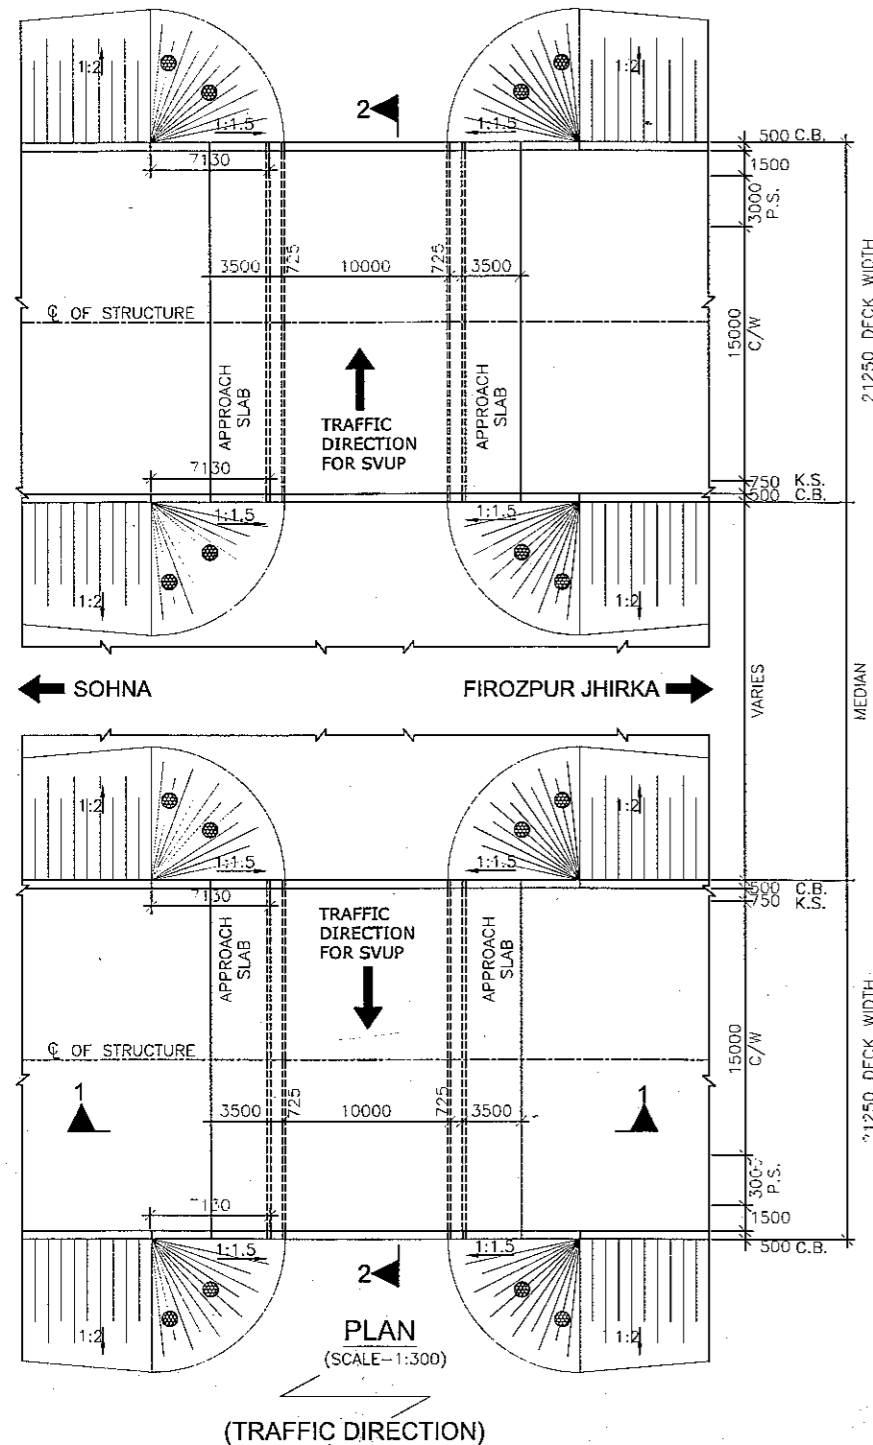 1:2
1:2
2
1:1.5
1:1.5
500 C.B.
7130
1500
3000
P.S.
3500
725
10000
725
3500
℄ OF STRUCTURE
15000
C/W
21250 DECK WIDTH
APPROACH
SLAB
TRAFFIC
DIRECTION
FOR SVUP
APPROACH
SLAB
7130
750 K.S.
500 C.B.
1:1.5
1:1.5
1:2
1:2
SOHNA
FIROZPUR JHIRKA
VARIES
MEDIAN
1:2
1:2
1:1.5
1:1.5
500 C.B.
7130
750 K.S.
APPROACH
SLAB
TRAFFIC
DIRECTION
FOR SVUP
APPROACH
SLAB
℄ OF STRUCTURE
15000
C/W
21250 DECK WIDTH
1
1
3500
725
10000
725
3500
3000
P.S.
7130
1500
1:1.5
1:1.5
500 C.B.
2
1:2
1:2
PLAN
(SCALE-1:300)
(TRAFFIC DIRECTION)